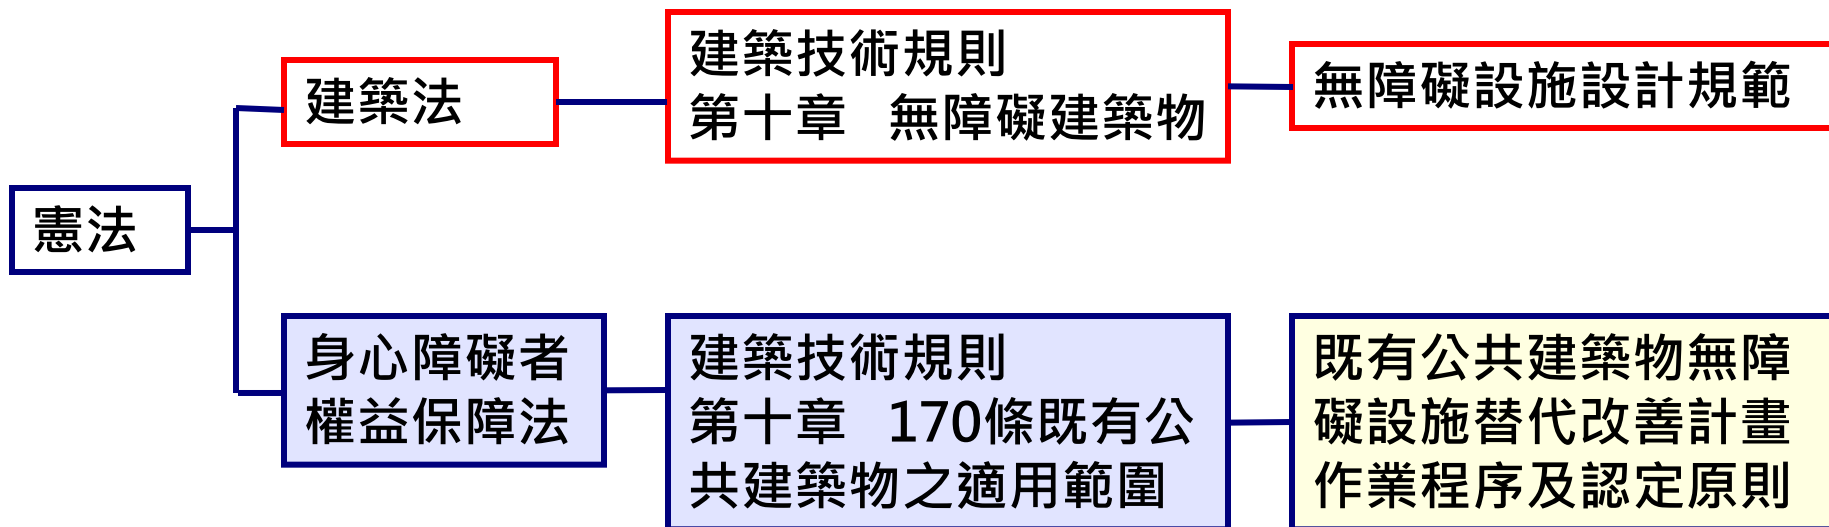 憲法
建築法
建築技術規則
第十章 無障礙建築物
無障礙設施設計規範
身心障礙者
權益保障法
建築技術規則
第十章 170條既有公
共建築物之適用範圍
既有公共建築物無障
礙設施替代改善計畫
作業程序及認定原則